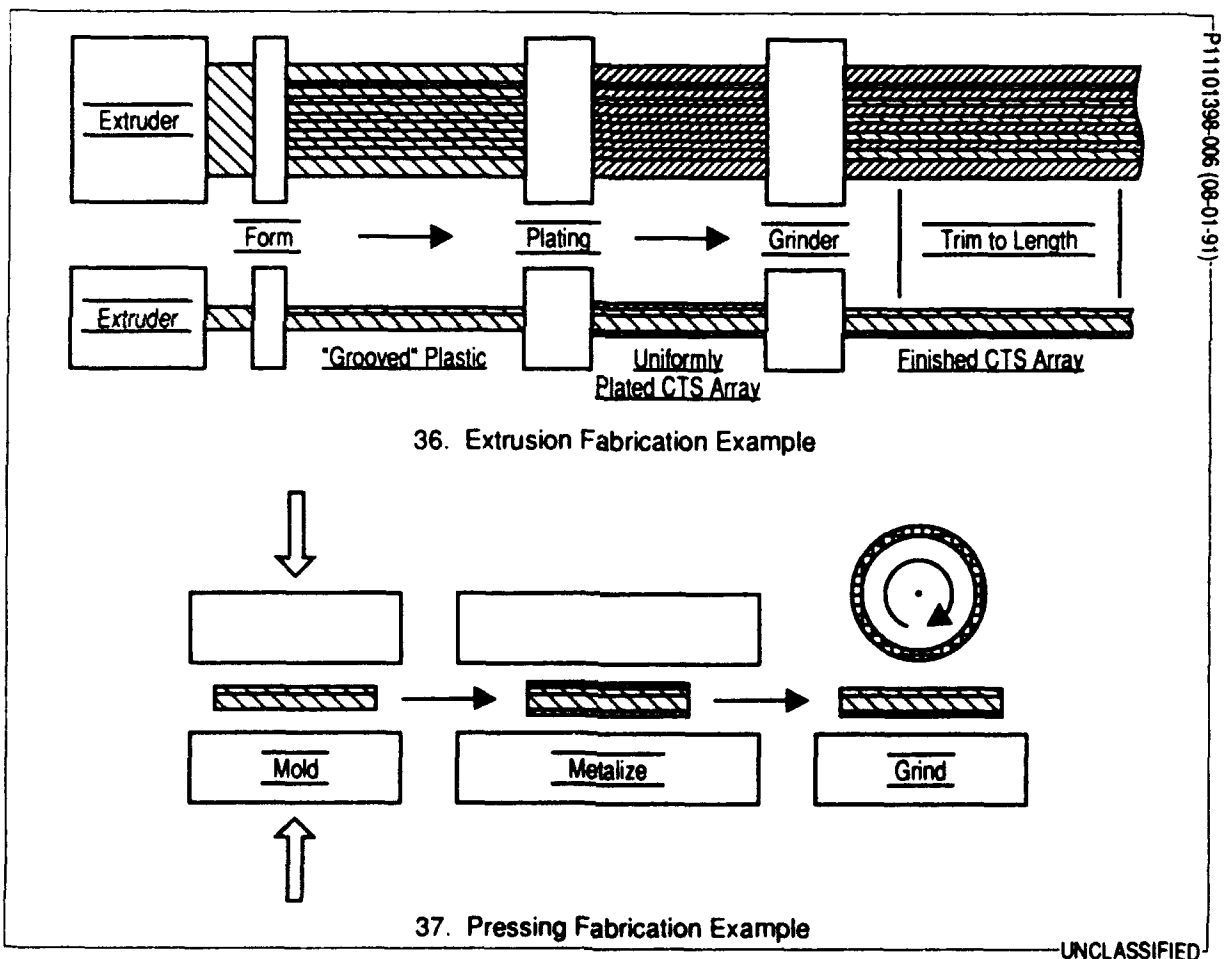 P11101398-006 (08-01-91)
Extruder
Form
Plating
Grinder
Trim to Length
Extruder
"Grooved" Plastic
Uniformly
Plated CTS Array
Finished CTS Array
36. Extrusion Fabrication Example
Mold
Metalize
Grind
37. Pressing Fabrication Example
UNCLASSIFIED